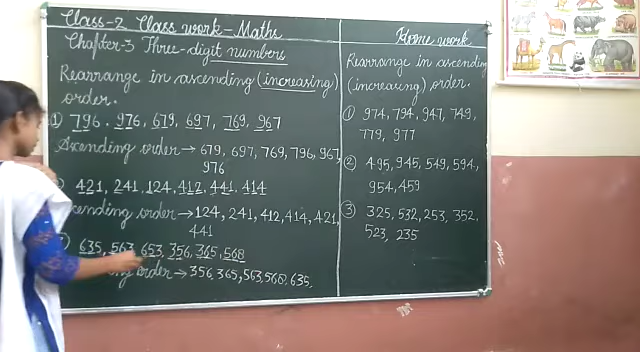 Class-2 Class work - Maths
Chapter-3 Three-digit numbers
Rearrange in ascending (increasing)
order.
① 796, 976, 679, 697, 769, 967
Ascending order → 679, 697, 769, 796, 967,
976
421, 241, 124, 412, 441, 414
order → 124, 241, 412, 414, 421,
441
635, 563, 653, 356, 365, 568
order → 356, 365, 563, 568, 635,
Home work
Rearrange in ascending
(increasing) order.
① 974, 794, 947, 749,
779, 977
② 495, 945, 549, 594,
954, 459
③ 325, 532, 253, 352,
523, 235